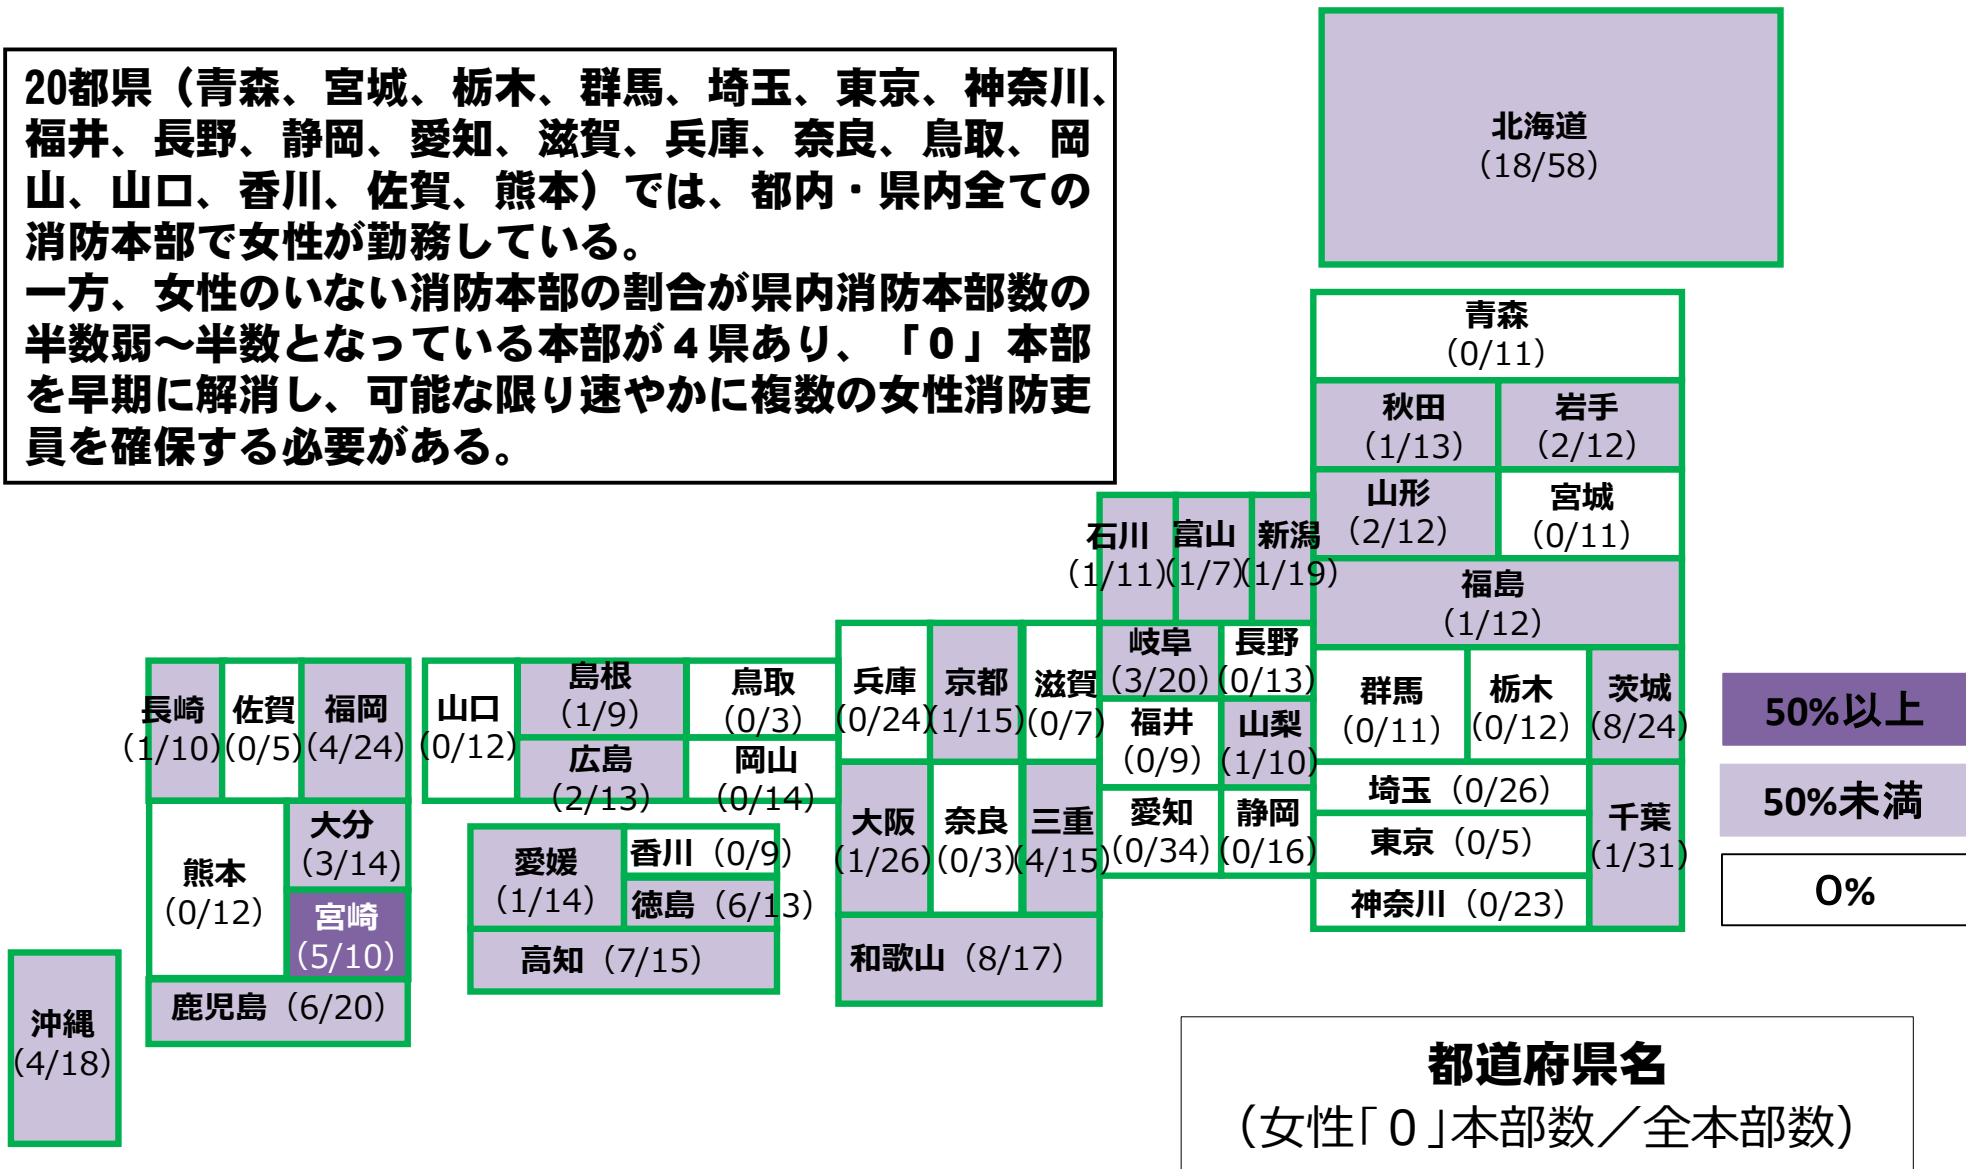 20都県（青森、宮城、栃木、群馬、埼玉、東京、神奈川、
福井、長野、静岡、愛知、滋賀、兵庫、奈良、鳥取、岡
山、山口、香川、佐賀、熊本）では、都内・県内全ての
消防本部で女性が勤務している。
一方、女性のいない消防本部の割合が県内消防本部数の
半数弱～半数となっている本部が４県あり、「０」本部
を早期に解消し、可能な限り速やかに複数の女性消防吏
員を確保する必要がある。
北海道
（18/58）
青森
（0/11）
秋田
（1/13）
岩手
（2/12）
山形
（2/12）
宮城
（0/11）
福島
（1/12）
石川
（1/11）
富山
（1/7）
新潟
（1/19）
岐阜
（3/20）
長野
（0/13）
福井
（0/9）
山梨
（1/10）
愛知
（0/34）
静岡
（0/16）
群馬
（0/11）
栃木
（0/12）
茨城
（8/24）
埼玉（0/26）
東京（0/5）
神奈川（0/23）
千葉
（1/31）
兵庫
（0/24）
京都
（1/15）
滋賀
（0/7）
大阪
（1/26）
奈良
（0/3）
三重
（4/15）
和歌山（8/17）
山口
（0/12）
島根
（1/9）
鳥取
（0/3）
広島
（2/13）
岡山
（0/14）
愛媛
（1/14）
香川（0/9）
徳島（6/13）
高知（7/15）
長崎
（1/10）
佐賀
（0/5）
福岡
（4/24）
熊本
（0/12）
大分
（3/14）
宮崎
（5/10）
鹿児島（6/20）
沖縄
（4/18）
50%以上
50%未満
0%
都道府県名
（女性「０」本部数／全本部数）